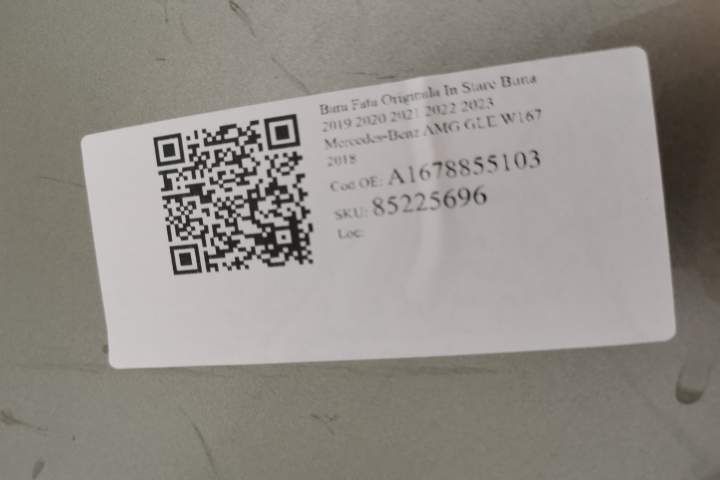 Bara Fata Originala In Stare Buna
2019 2020 2021 2022 2023
Mercedes-Benz AMG GLE W167
2018
Cod OE: A1678855103
SKU: 85225696
Loc: